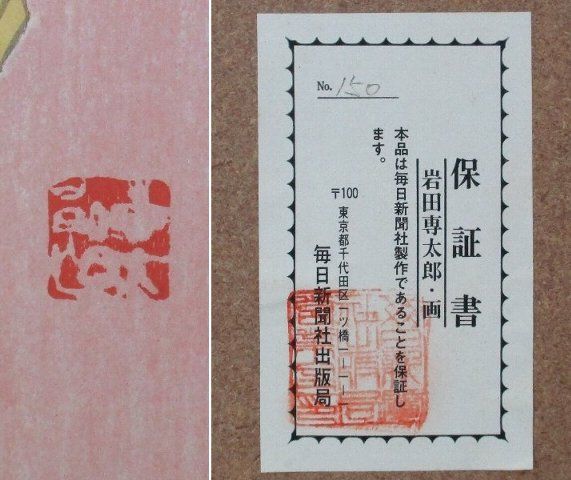 No. 150
保証書
岩田専太郎・画
本品は毎日新聞社製作であることを保証し
ます。
〒100 東京都千代田区一ツ橋一ー一ー一
毎日新聞社出版局